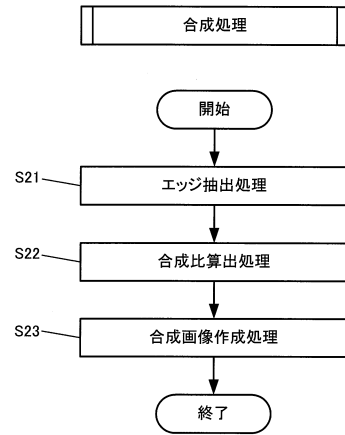 合成処理
開始
S21
エッジ抽出処理
S22
合成比算出処理
S23
合成画像作成処理
終了